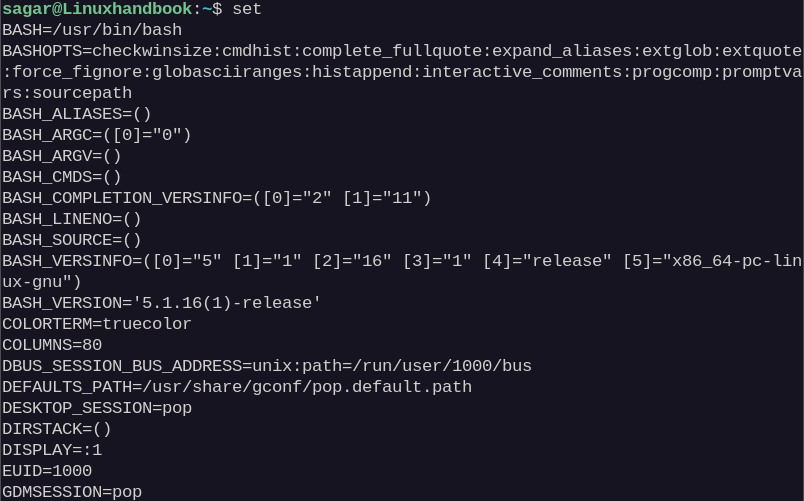 sagar@Linuxhandbook:~$ set
BASH=/usr/bin/bash
BASHOPTS=checkwinsize:cmdhist:complete_fullquote:expand_aliases:extglob:extquote
:force_fignore:globasciiranges:histappend:interactive_comments:progcomp:promptva
rs:sourcepath
BASH_ALIASES=()
BASH_ARGC=([0]="0")
BASH_ARGV=()
BASH_CMDS=()
BASH_COMPLETION_VERSINFO=([0]="2" [1]="11")
BASH_LINENO=()
BASH_SOURCE=()
BASH_VERSINFO=([0]="5" [1]="1" [2]="16" [3]="1" [4]="release" [5]="x86_64-pc-lin
ux-gnu")
BASH_VERSION='5.1.16(1)-release'
COLORTERM=truecolor
COLUMNS=80
DBUS_SESSION_BUS_ADDRESS=unix:path=/run/user/1000/bus
DEFAULTS_PATH=/usr/share/gconf/pop.default.path
DESKTOP_SESSION=pop
DIRSTACK=()
DISPLAY=:1
EUID=1000
GDMSESSION=pop